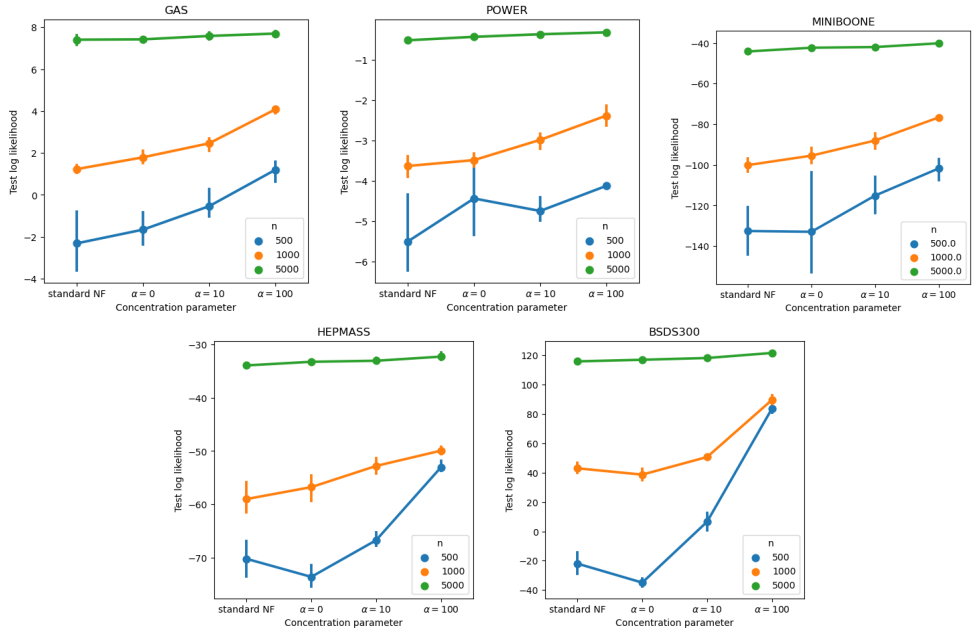 GAS
Test log likelihood
8
6
4
2
0
−2
−4
n
500
1000
5000
standard NF
α = 0
α = 10
α = 100
Concentration parameter
POWER
Test log likelihood
−1
−2
−3
−4
−5
−6
n
500
1000
5000
standard NF
α = 0
α = 10
α = 100
Concentration parameter
MINIBOONE
Test log likelihood
−40
−60
−80
−100
−120
−140
n
500.0
1000.0
5000.0
standard NF
α = 0
α = 10
α = 100
Concentration parameter
HEPMASS
Test log likelihood
−30
−40
−50
−60
−70
n
500
1000
5000
standard NF
α = 0
α = 10
α = 100
Concentration parameter
BSDS300
Test log likelihood
120
100
80
60
40
20
0
−20
−40
n
500
1000
5000
standard NF
α = 0
α = 10
α = 100
Concentration parameter